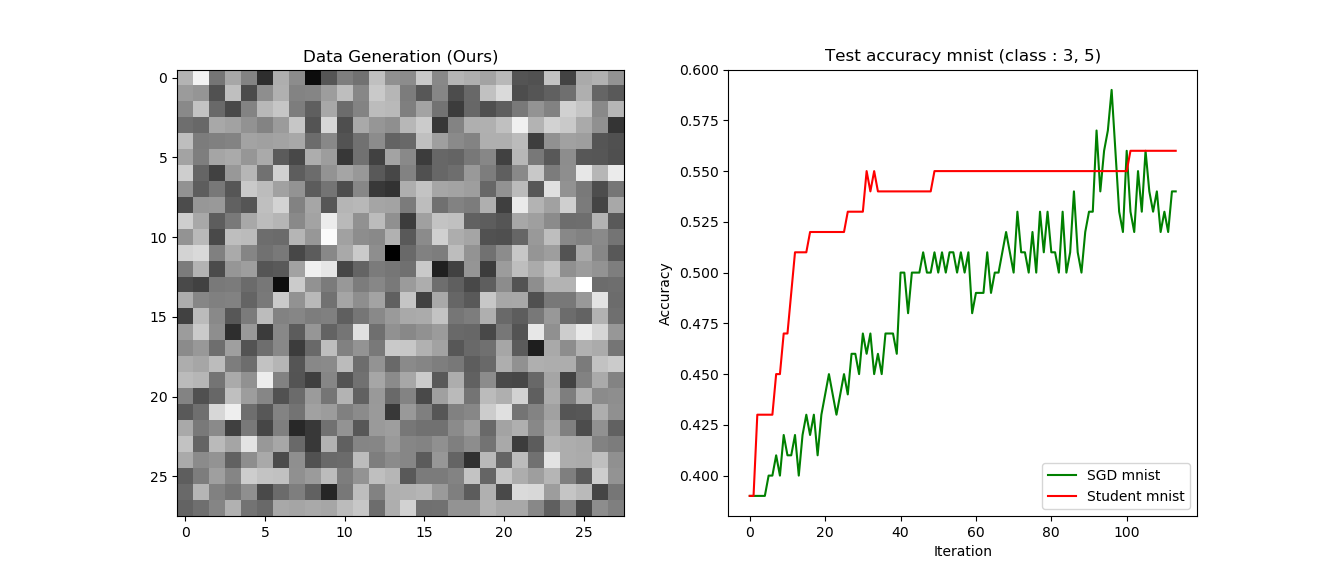 Data Generation (Ours)
0
5
10
15
20
25
0 5 10 15 20 25
Test accuracy mnist (class : 3, 5)
0.600
0.575
0.550
0.525
0.500
0.475
0.450
0.425
0.400
Accuracy
0 20 40 60 80 100
Iteration
SGD mnist
Student mnist